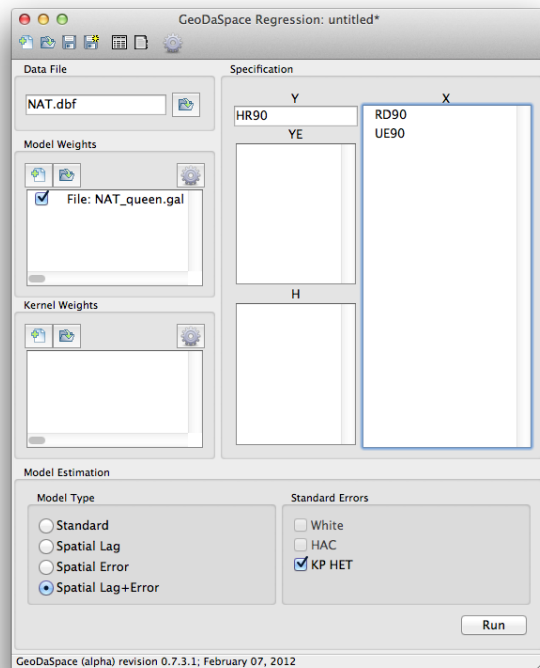 GeoDaSpace Regression: untitled*
Data File
NAT.dbf
Model Weights
File: NAT_queen.gal
Kernel Weights
Specification
Y
HR90
YE
H
X
RD90
UE90
Model Estimation
Model Type
Standard
Spatial Lag
Spatial Error
Spatial Lag+Error
Standard Errors
White
HAC
KP HET
Run
GeoDaSpace (alpha) revision 0.7.3.1; February 07, 2012